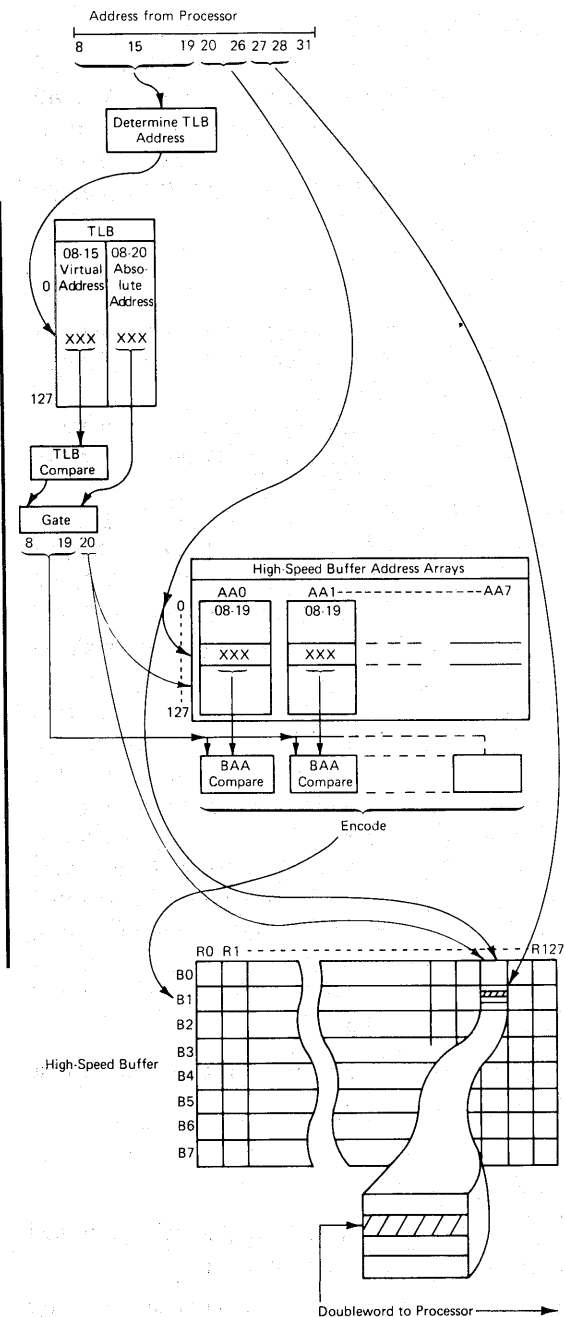 Address from Processor
8 15 19 20 26 27 28 31
Determine TLB
Address
TLB
08-15 08-20
Virtual Abso-
Address lute
Address
0
XXX XXX
127
TLB
Compare
Gate
8 19 20
High-Speed Buffer Address Arrays
AA0 AA1 AA7
0
08-19 08-19
XXX XXX
127
BAA BAA
Compare Compare
Encode
R0 R1 R127
B0
B1
B2
B3
High-Speed Buffer
B4
B5
B6
B7
Doubleword to Processor